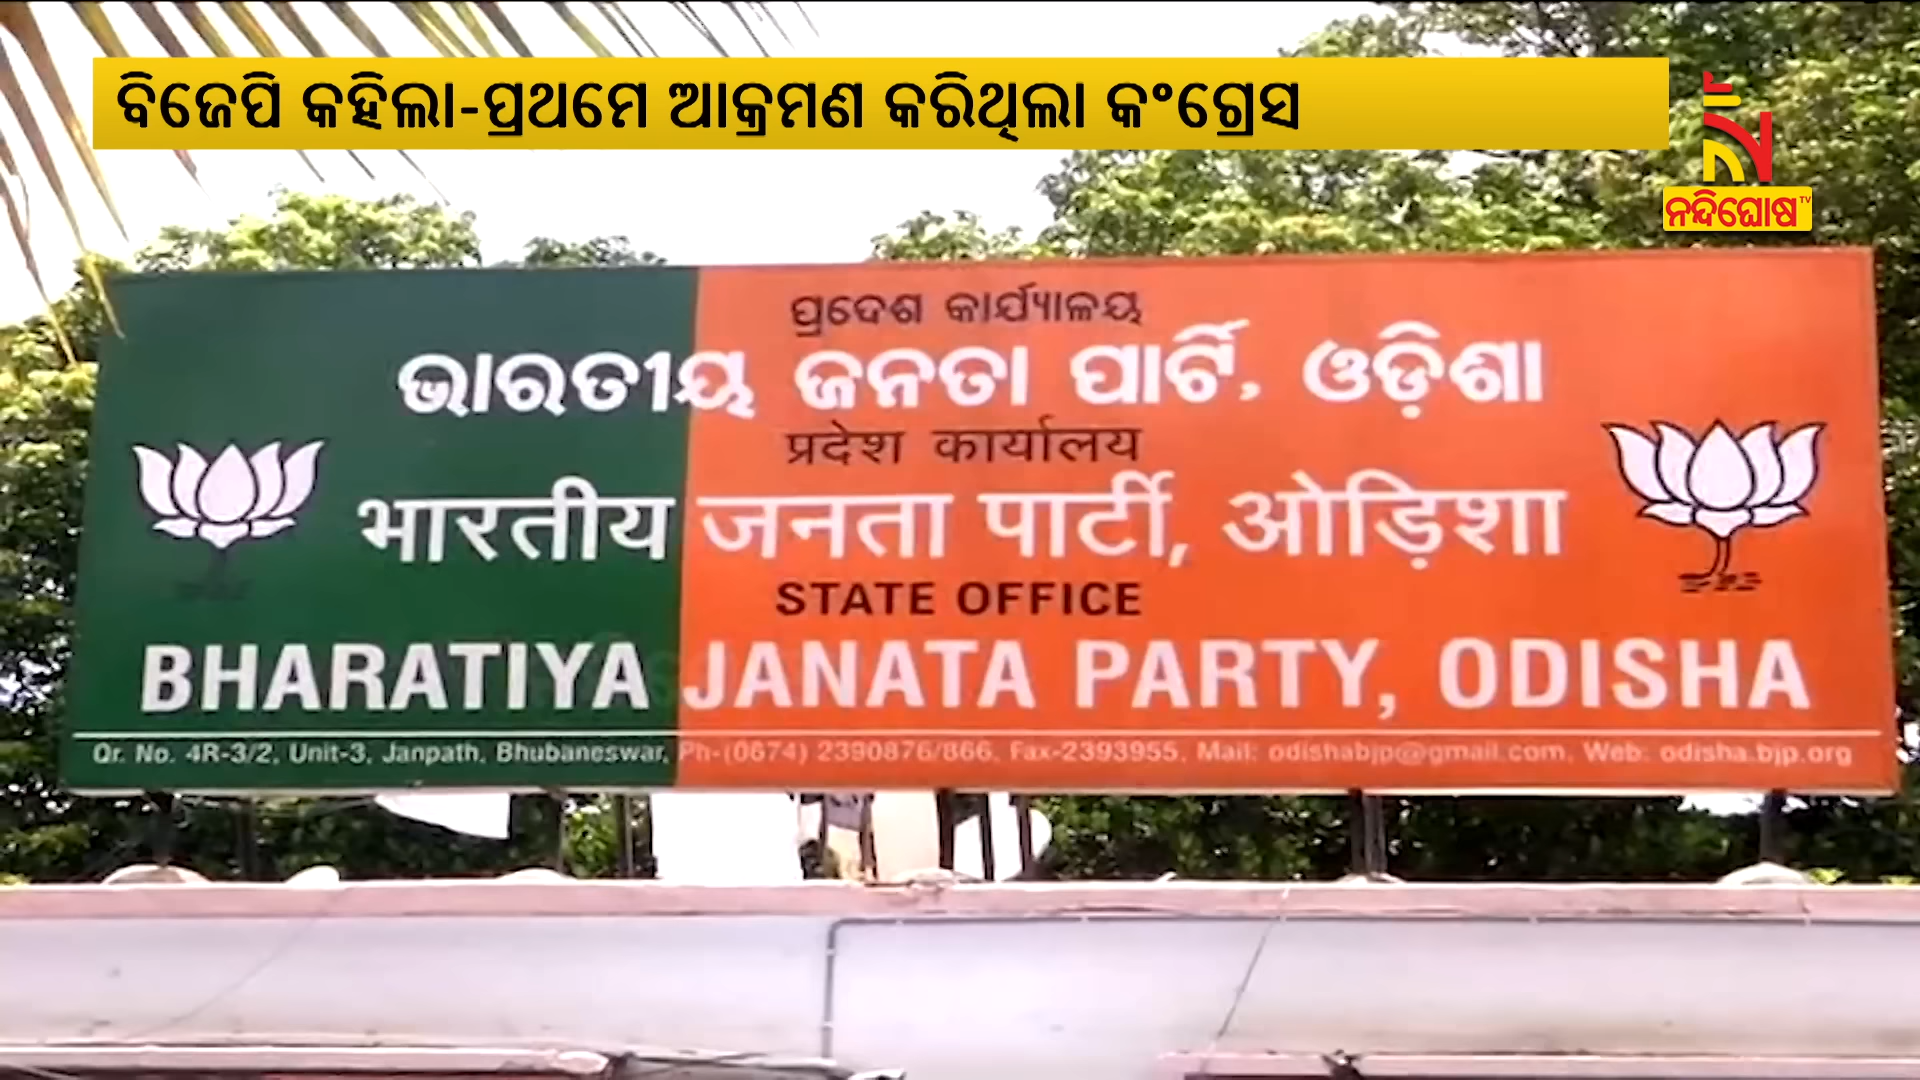 ବିଜେପି କହିଲା-ପ୍ରଥମେ ଆକ୍ରମଣ କରିଥିଲା କଂଗ୍ରେସ
ନନ୍ଦିଘୋଷ TV
ପ୍ରଦେଶ କାର୍ଯ୍ୟାଳୟ
ଭାରତୀୟ ଜନତା ପାର୍ଟି, ଓଡ଼ିଶା
प्रदेश कार्यालय
भारतीय जनता पार्टी, ओड़िशा
STATE OFFICE
BHARATIYA JANATA PARTY, ODISHA
Qr. No. 4R-3/2, Unit-3, Janpath, Bhubaneswar, Ph-(0674) 2390876/866, Fax-2393955, Mail: odishabjp@gmail.com, Web: odisha.bjp.org